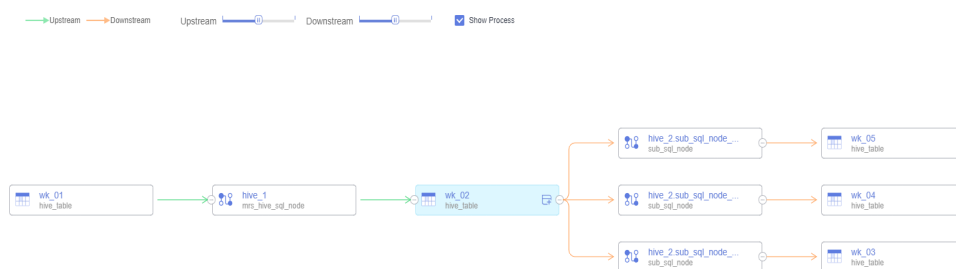 Upstream Downstream Upstream Downstream Show Process
hive_2.sub_sql_node_... wk_05
sub_sql_node hive_table
wk_01 hive_1 wk_02 hive_2.sub_sql_node_... wk_04
hive_table mrs_hive_sql_node hive_table sub_sql_node hive_table
hive_2.sub_sql_node_... wk_03
sub_sql_node hive_table